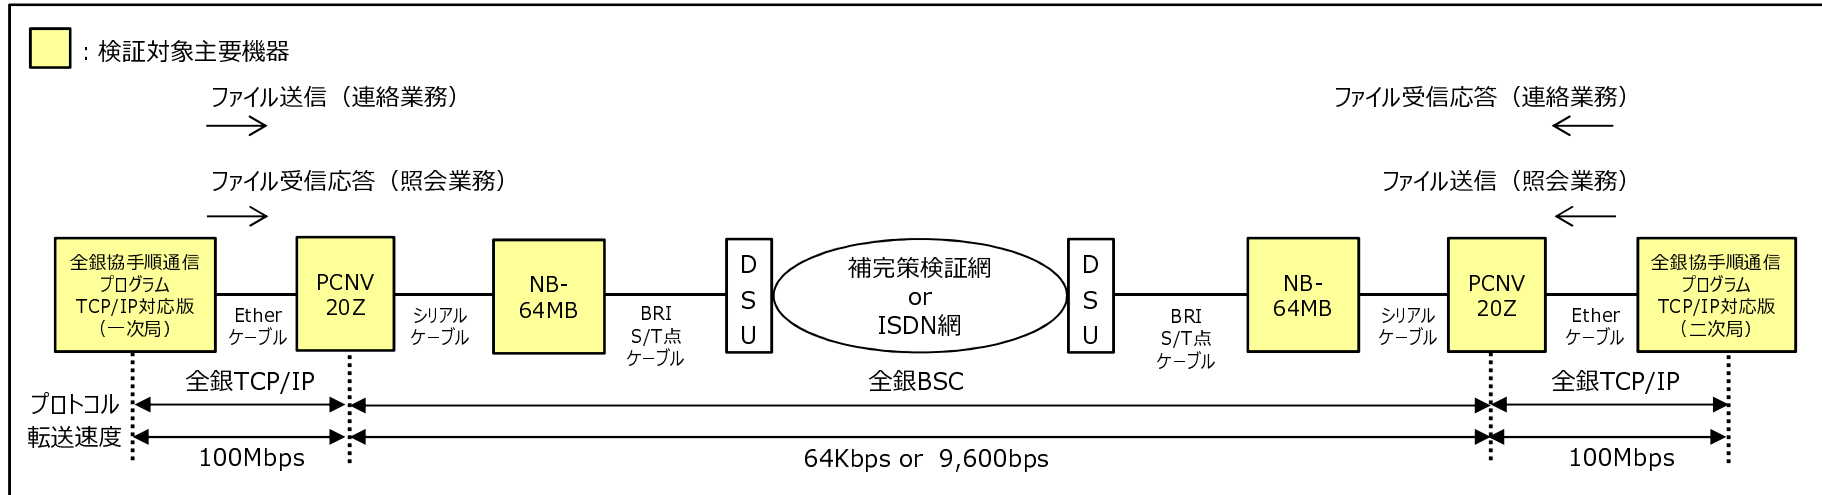 ：検証対象主要機器
ファイル送信（連絡業務）
ファイル受信応答（連絡業務）
ファイル受信応答（照会業務）
ファイル送信（照会業務）
全銀協手順通信
プログラム
TCP/IP対応版
（一次局）
Ether
ケーブル
PCNV
20Z
シリアル
ケーブル
NB-
64MB
BRI
S/T点
ケーブル
D
S
U
補完策検証網
or
ISDN網
D
S
U
BRI
S/T点
ケーブル
NB-
64MB
シリアル
ケーブル
PCNV
20Z
Ether
ケーブル
全銀協手順通信
プログラム
TCP/IP対応版
（二次局）
全銀TCP/IP
全銀BSC
全銀TCP/IP
プロトコル
転送速度
100Mbps
64Kbps or 9,600bps
100Mbps